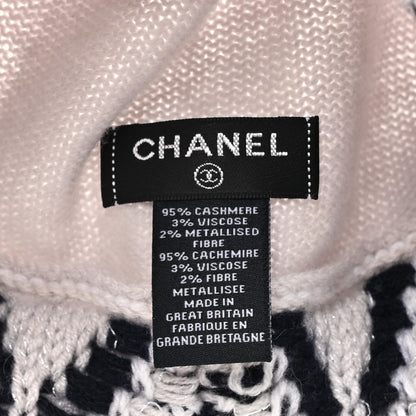 CHANEL
95% CASHMERE
3% VISCOSE
2% METALLISED
FIBRE
95% CACHEMIRE
3% VISCOSE
2% FIBRE
METALLISEE
MADE IN
GREAT BRITAIN
FABRIQUE EN
GRANDE BRETAGNE